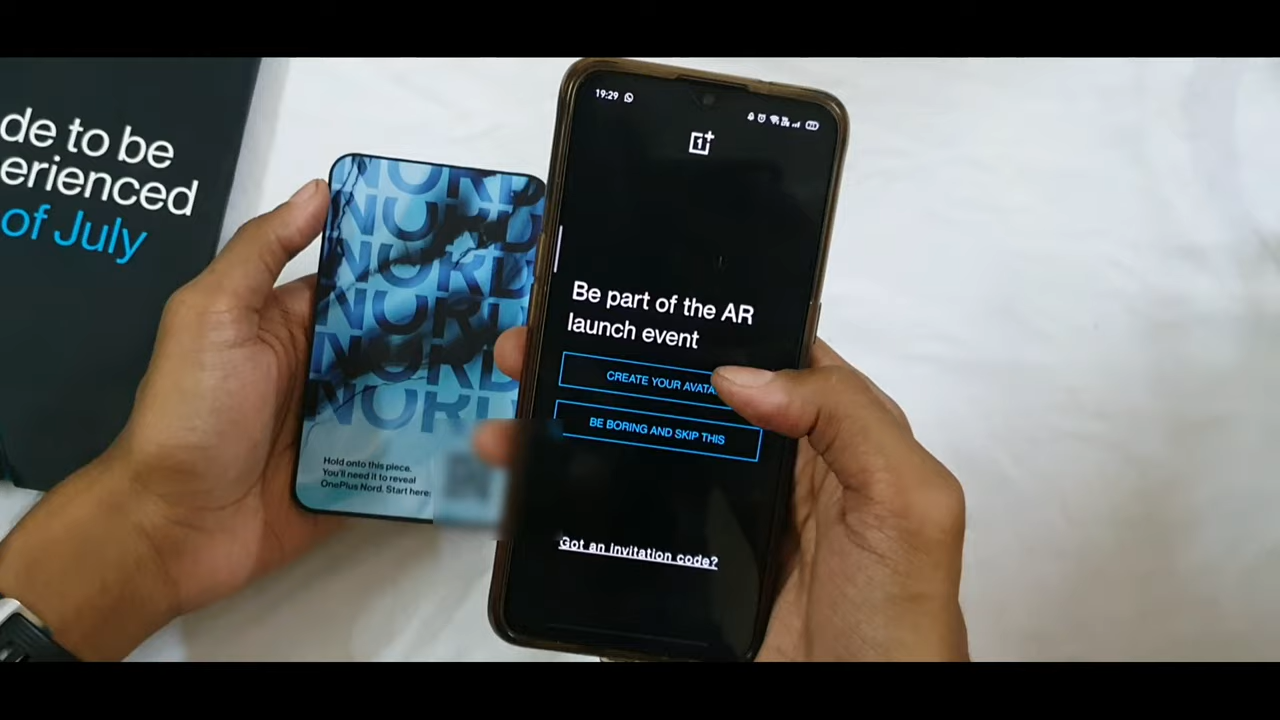 de to be
erienced
of July
NORD
NORD
NORD
NORD
NORD
NORD
Hold onto this piece.
You'll need it to reveal
OnePlus Nord. Start here:
19:29
Be part of the AR
launch event
CREATE YOUR AVATA
BE BORING AND SKIP THIS
Got an invitation code?